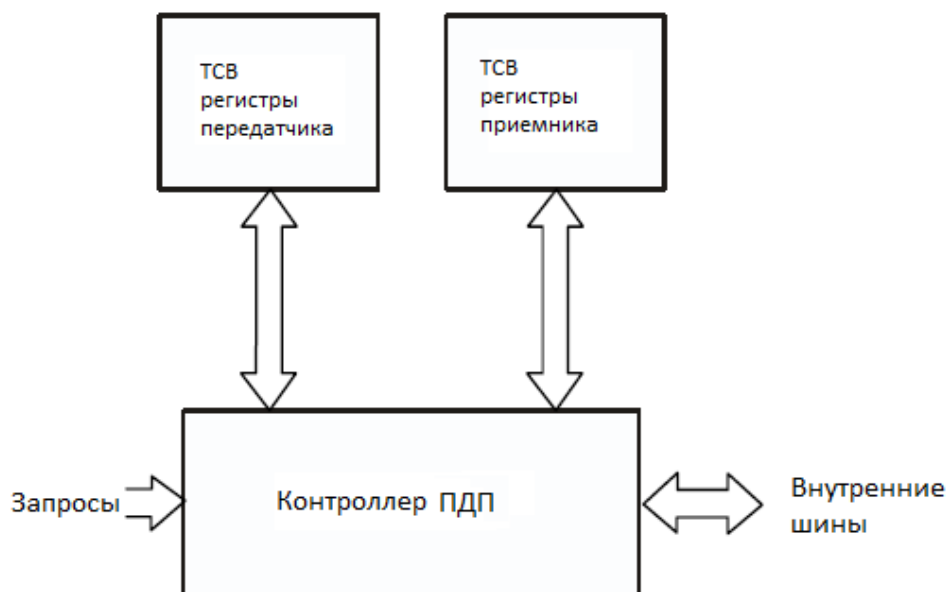 ТСВ
регистры
передатчика
ТСВ
регистры
приемника
Запросы
Контроллер ПДП
Внутренние
шины